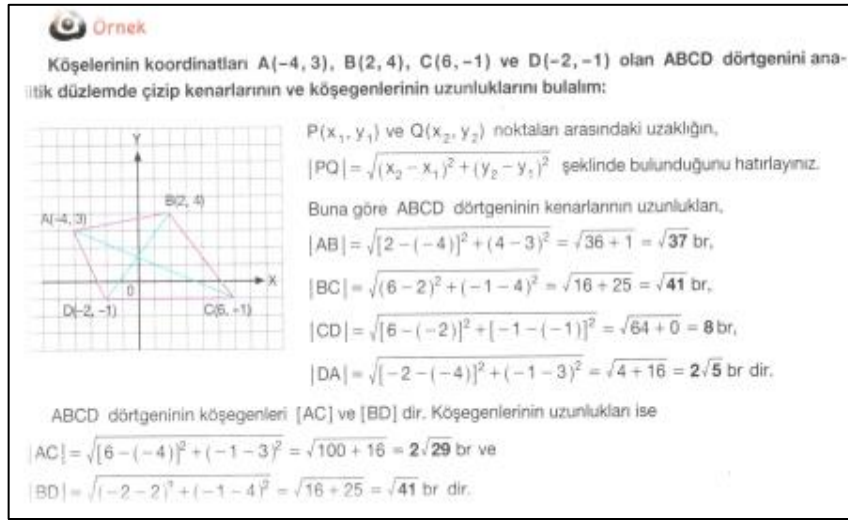 Örnek
Köşelerinin koordinatları A(−4, 3), B(2, 4), C(6, −1) ve D(−2, −1) olan ABCD dörtgenini ana-
litik düzlemde çizip kenarlarının ve köşegenlerinin uzunluklarını bulalım:
Y
B(2, 4)
A(-4, 3)
X
0
D(-2, -1)
C(6, -1)
P(x₁, y₁) ve Q(x₂, y₂) noktaları arasındaki uzaklığın,
|PQ| = √((x₂ − x₁)² + (y₂ − y₁)²) şeklinde bulunduğunu hatırlayınız.
Buna göre ABCD dörtgeninin kenarlarının uzunlukları,
|AB| = √([2 − (−4)]² + (4 − 3)²) = √(36 + 1) = √37 br,
|BC| = √((6 − 2)² + (−1 − 4)²) = √(16 + 25) = √41 br,
|CD| = √([6 − (−2)]² + [−1 − (−1)]²) = √(64 + 0) = 8 br,
|DA| = √([−2 − (−4)]² + (−1 − 3)²) = √(4 + 16) = 2√5 br dir.
ABCD dörtgeninin köşegenleri [AC] ve [BD] dir. Köşegenlerinin uzunlukları ise
|AC| = √([6 − (−4)]² + (−1 − 3)²) = √(100 + 16) = 2√29 br ve
|BD| = √((−2 − 2)² + (−1 − 4)²) = √(16 + 25) = √41 br dir.